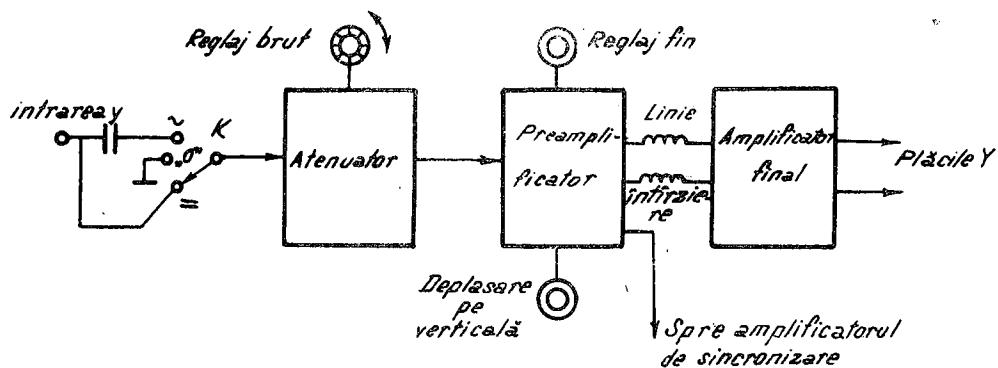 Reglaj brut
Reglaj fin
intrarea y
~
K
„0"
=
Atenuator
Preampli-
ficator
Linie
întîrzie-
re
Amplificator
final
Plăcile Y
Deplasare
pe
verticală
Spre amplificatorul
de sincronizare